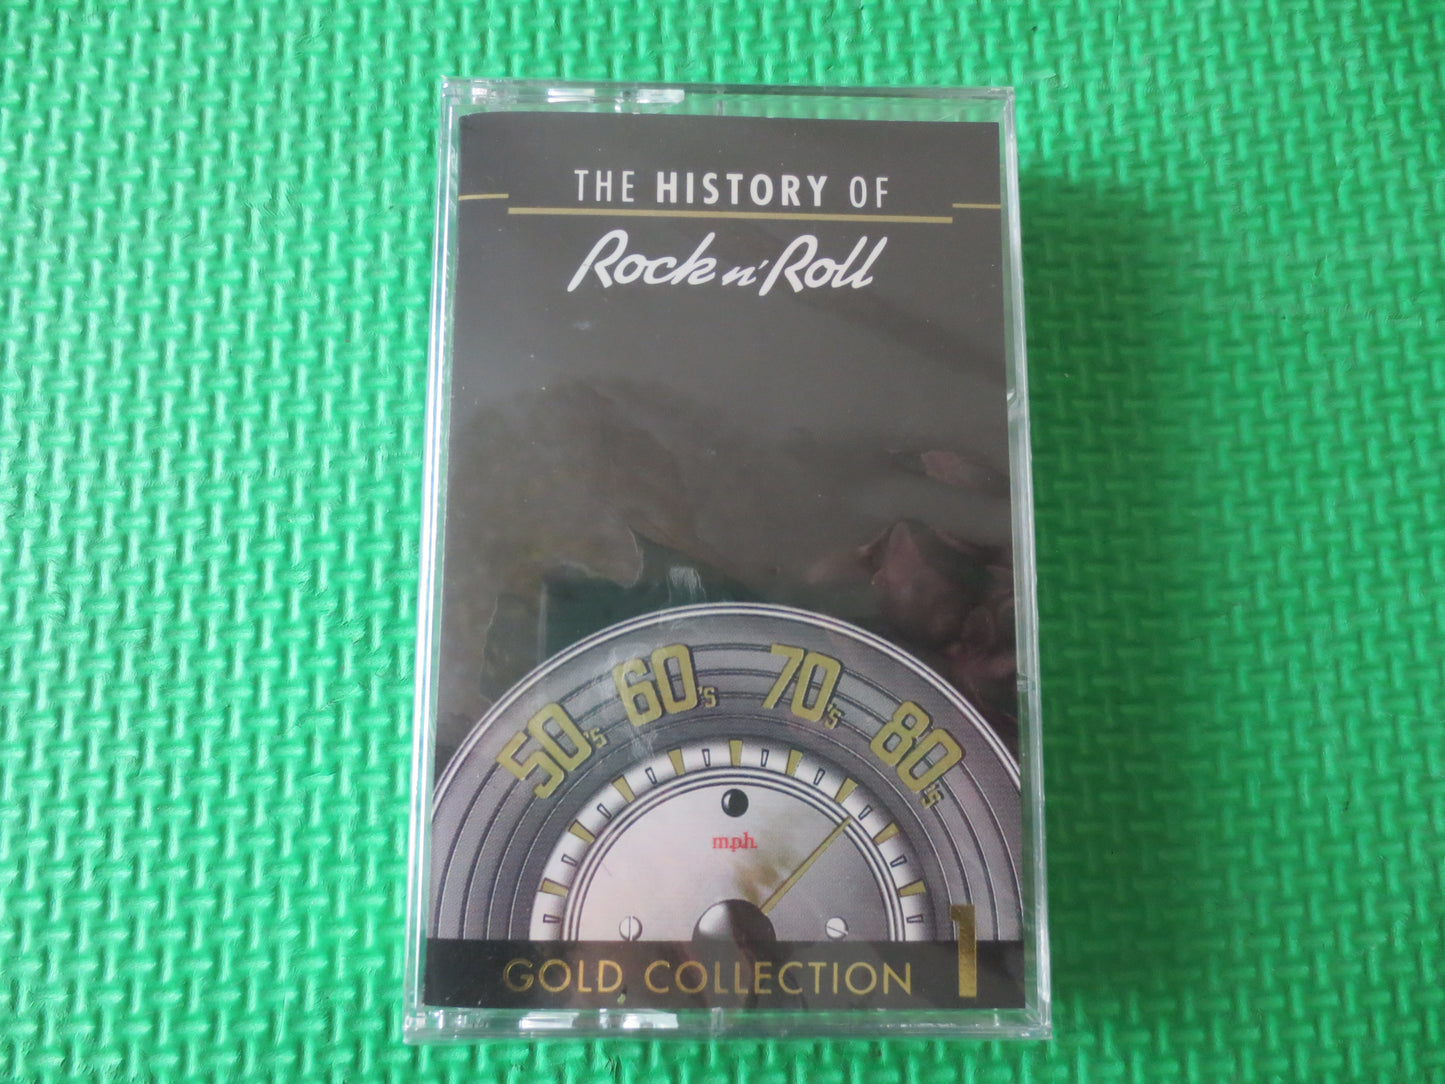 THE HISTORY OF
Rock n' Roll
50's 60's 70's 80's
m.p.h.
GOLD COLLECTION 1